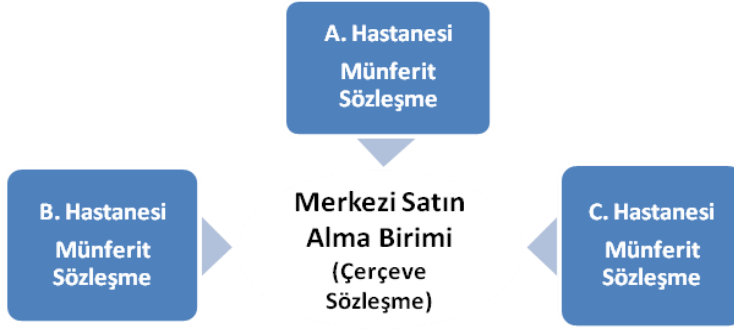 A. Hastanesi
Münferit
Sözleşme
B. Hastanesi
Münferit
Sözleşme
Merkezi Satın
Alma Birimi
(Çerçeve
Sözleşme)
C. Hastanesi
Münferit
Sözleşme